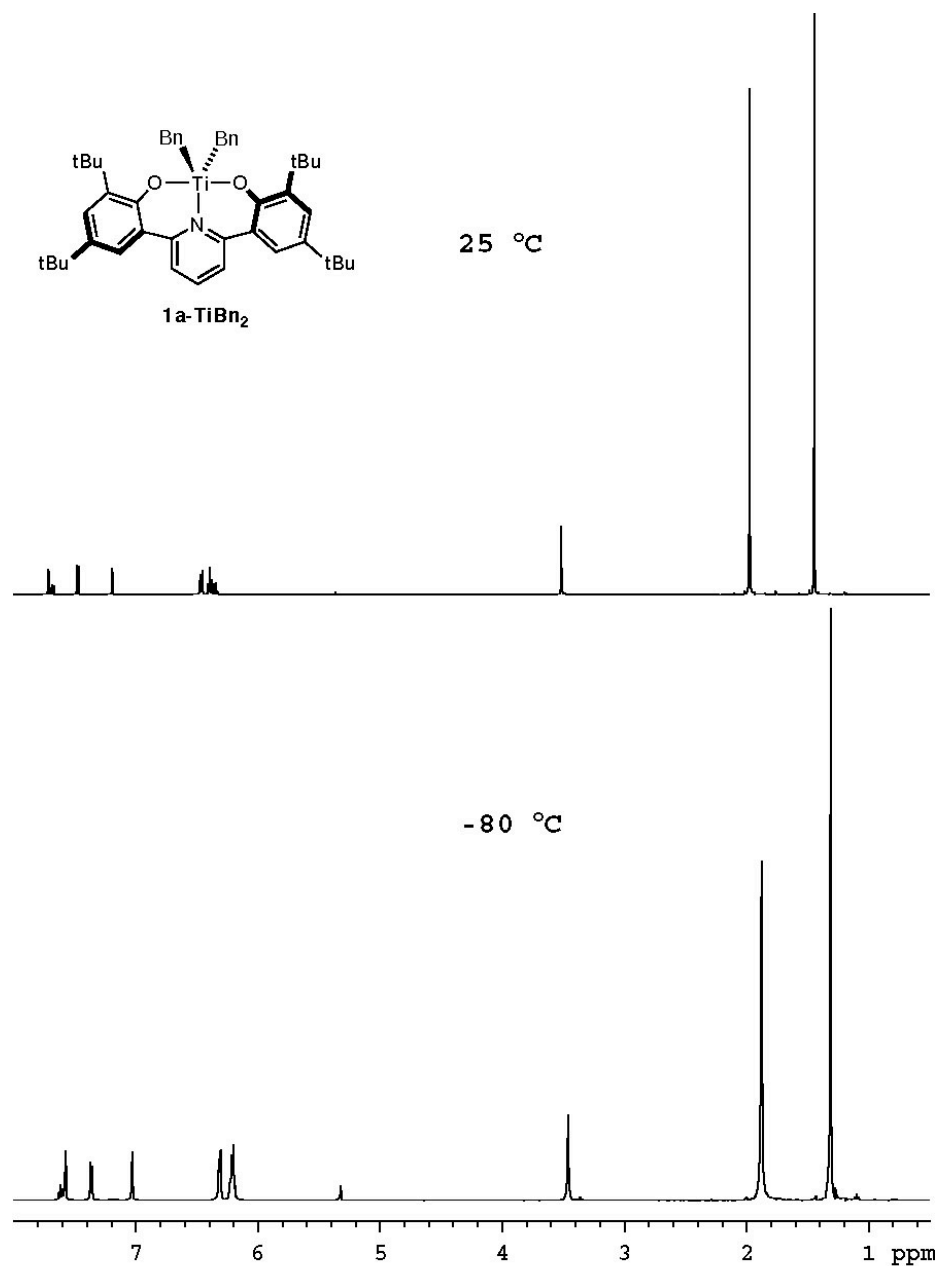 Bn Bn
tBu tBu
O Ti O
N
tBu tBu
1a-TiBn₂
25 °C
-80 °C
7 6 5 4 3 2 1 ppm